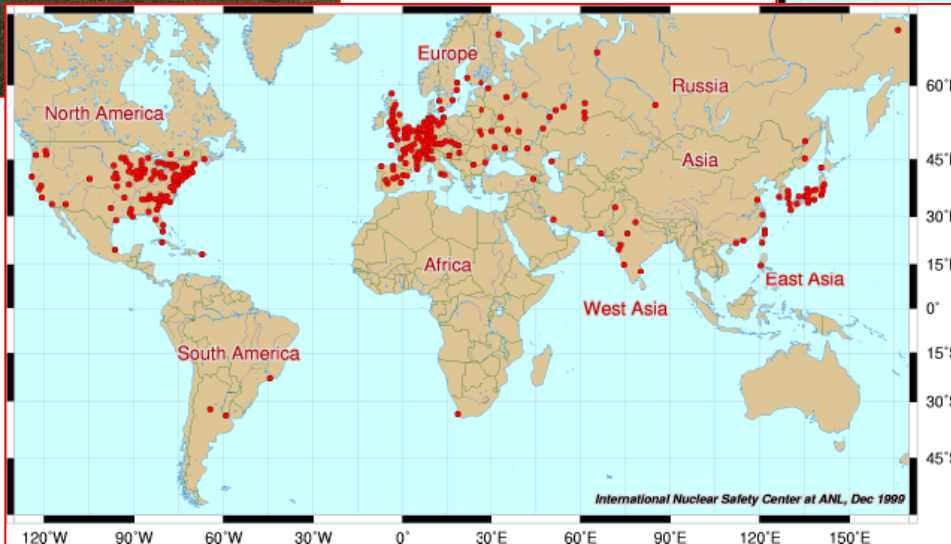 Europe
60°
Russia
North America
Asia
45°
30°
15°
Africa
East Asia
West Asia
0°
South America
15°S
30°S
45°S
International Nuclear Safety Center at ANL, Dec 1999
120°W 90°W 60°W 30°W 0° 30°E 60°E 90°E 120°E 150°E